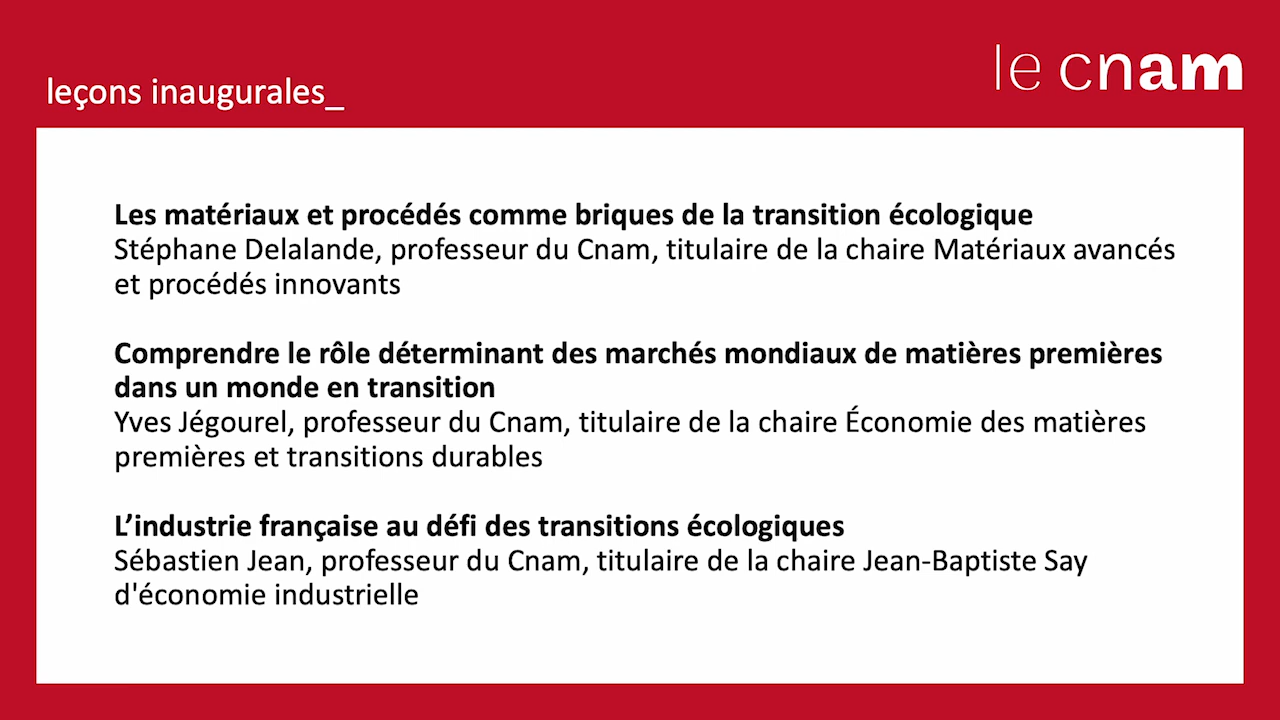 le cnam
leçons inaugurales_
Les matériaux et procédés comme briques de la transition écologique
Stéphane Delalande, professeur du Cnam, titulaire de la chaire Matériaux avancés
et procédés innovants
Comprendre le rôle déterminant des marchés mondiaux de matières premières
dans un monde en transition
Yves Jégourel, professeur du Cnam, titulaire de la chaire Économie des matières
premières et transitions durables
L’industrie française au défi des transitions écologiques
Sébastien Jean, professeur du Cnam, titulaire de la chaire Jean-Baptiste Say
d'économie industrielle